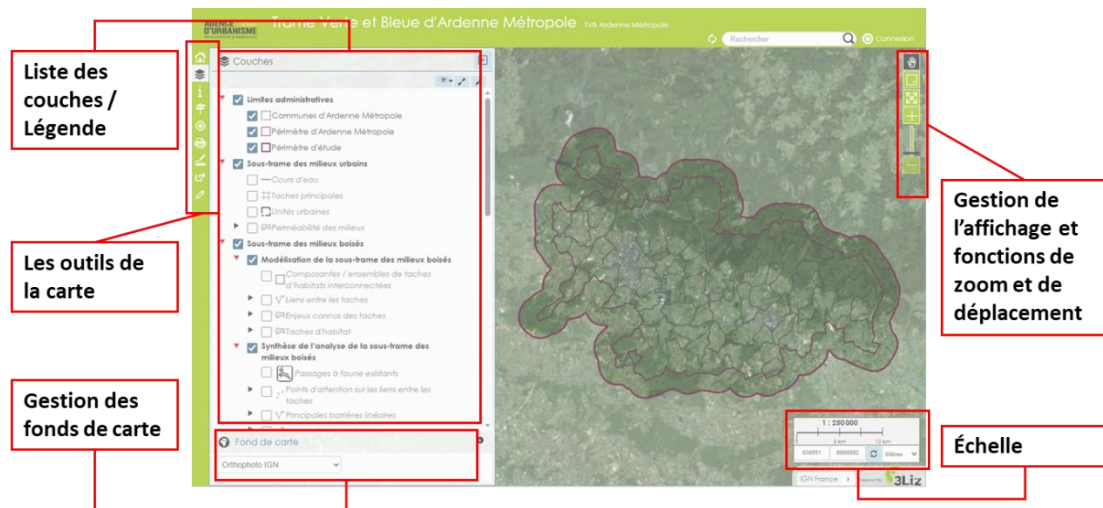 AGENCE
D'URBANISME
Trame Verte et Bleue d'Ardenne Métropole TVB Ardenne Métropole
Rechercher
Connexion
Liste des
couches /
Légende
Les outils de
la carte
Gestion des
fonds de carte
Couches
Limites administratives
Communes d'Ardenne Métropole
Périmètre d'Ardenne Métropole
Périmètre d'étude
Sous-trame des milieux urbains
Cours d'eau
Taches principales
Unités urbaines
Perméabilité des milieux
Sous-trame des milieux boisés
Modélisation de la sous-trame des milieux boisés
Composantes / ensembles de taches
d'habitats interconnectées
Liens entre les taches
Enjeux connus des taches
Taches d'habitat
Synthèse de l'analyse de la sous-trame des
milieux boisés
Passages à faune existants
Points d'attention sur les liens entre les
taches
Principales barrières linéaires
Fond de carte
Orthophoto IGN
Gestion de
l'affichage et
fonctions de
zoom et de
déplacement
1 : 250 000
5 km 10 km
Mètres
IGN France
3Liz
Échelle